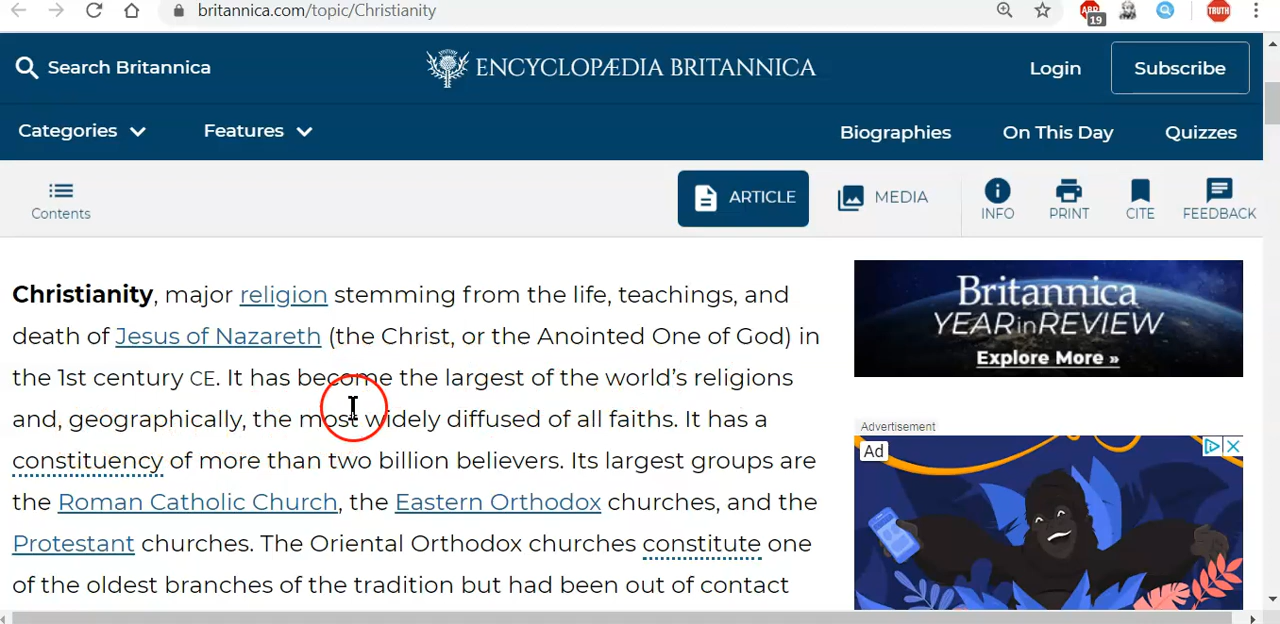 britannica.com/topic/Christianity
ABP
19
TRUTH
Search Britannica
ENCYCLOPÆDIA BRITANNICA
Login
Subscribe
Categories
Features
Biographies
On This Day
Quizzes
Contents
ARTICLE
MEDIA
INFO
PRINT
CITE
FEEDBACK
Christianity, major religion stemming from the life, teachings, and
death of Jesus of Nazareth (the Christ, or the Anointed One of God) in
the 1st century CE. It has become the largest of the world’s religions
and, geographically, the most widely diffused of all faiths. It has a
constituency of more than two billion believers. Its largest groups are
the Roman Catholic Church, the Eastern Orthodox churches, and the
Protestant churches. The Oriental Orthodox churches constitute one
of the oldest branches of the tradition but had been out of contact
Britannica
YEAR in REVIEW
Explore More »
Advertisement
Ad